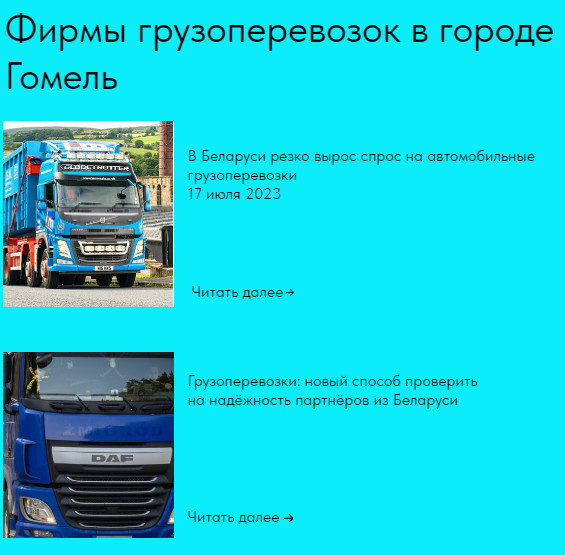 Фирмы грузоперевозок в городе
Гомель
GLOBETROTTER
В Беларуси резко вырос спрос на автомобильные
грузоперевозки
17 июля 2023
Читать далее→
Грузоперевозки: новый способ проверить
на надёжность партнёров из Беларуси
DAF
Читать далее →